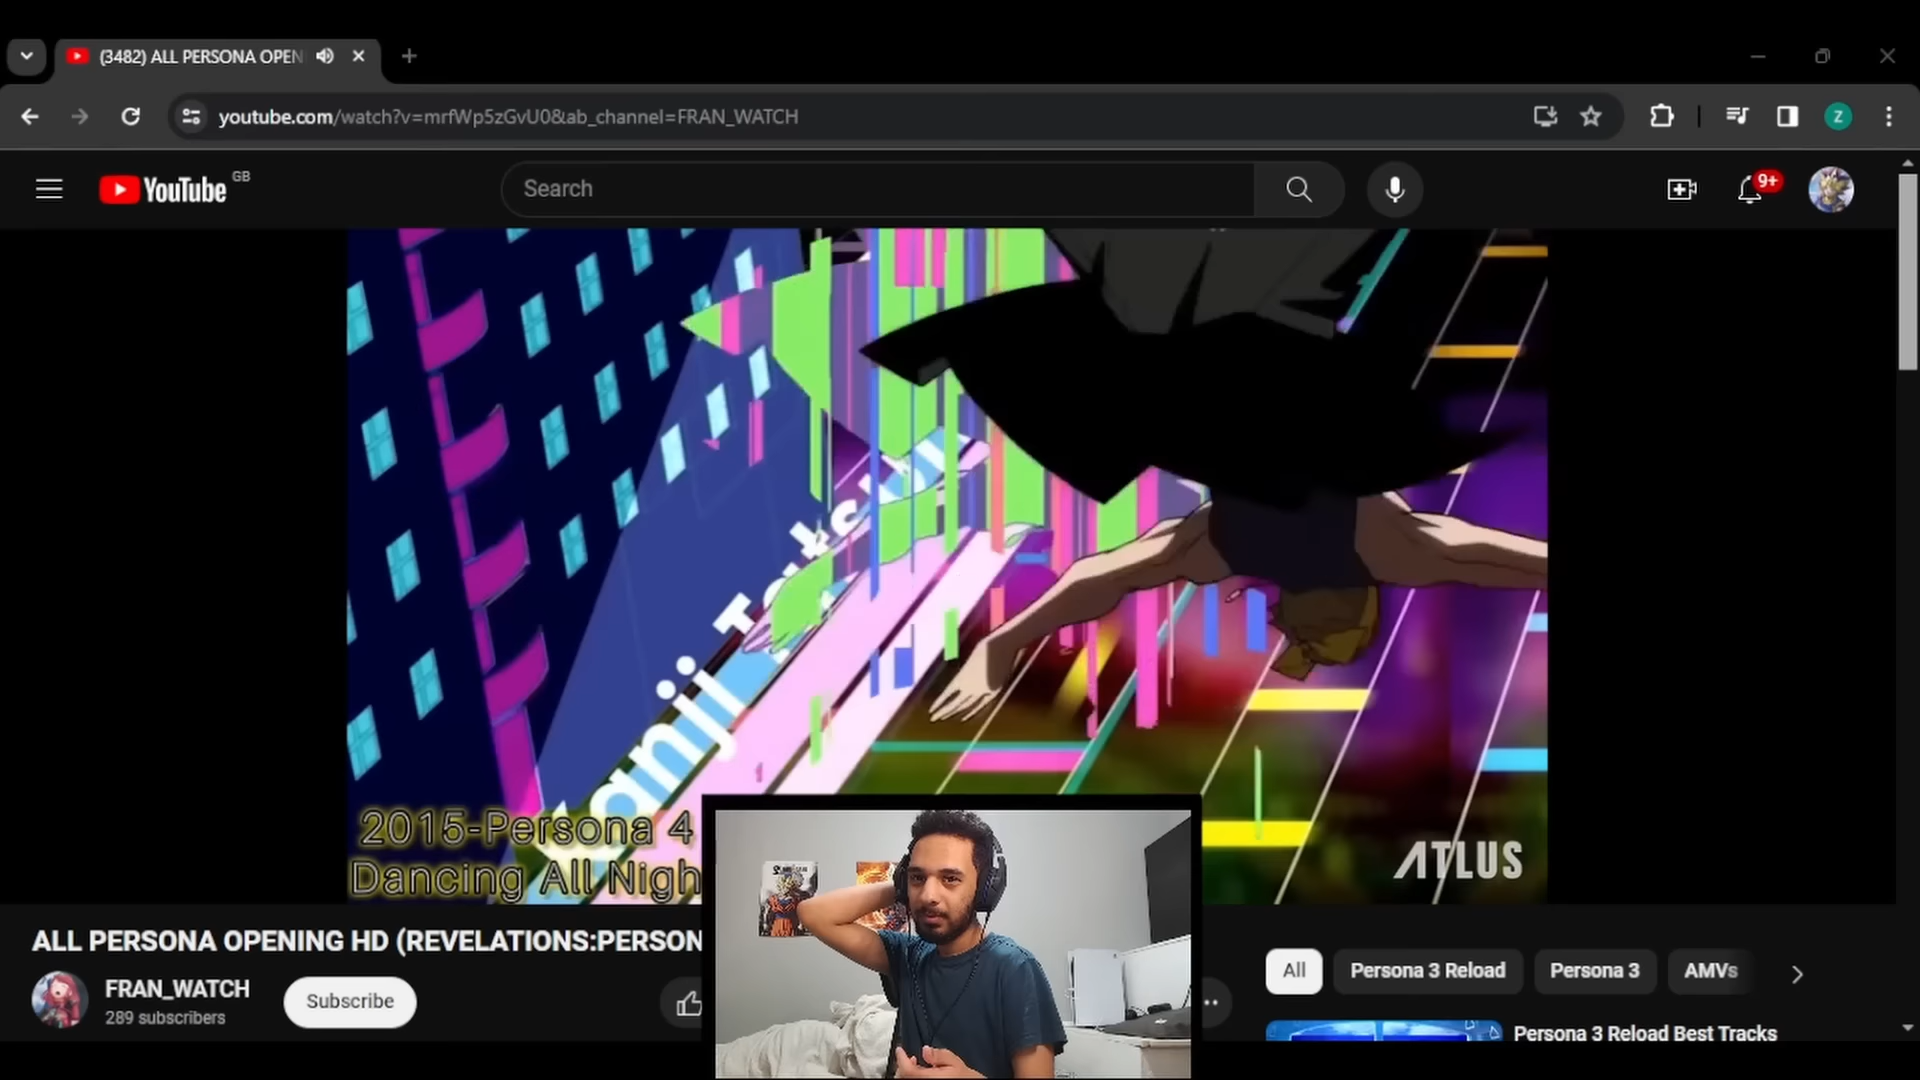 (3482) ALL PERSONA OPEN
youtube.com/watch?v=mrfWp5zGvU0&ab_channel=FRAN_WATCH
Z
YouTube GB
Search
9+
Kanji Tatsumi
2015-Persona 4
Dancing All Nigh
ATLUS
ALL PERSONA OPENING HD (REVELATIONS:PERSON
FRAN_WATCH
289 subscribers
Subscribe
All
Persona 3 Reload
Persona 3
AMVs
Persona 3 Reload Best Tracks